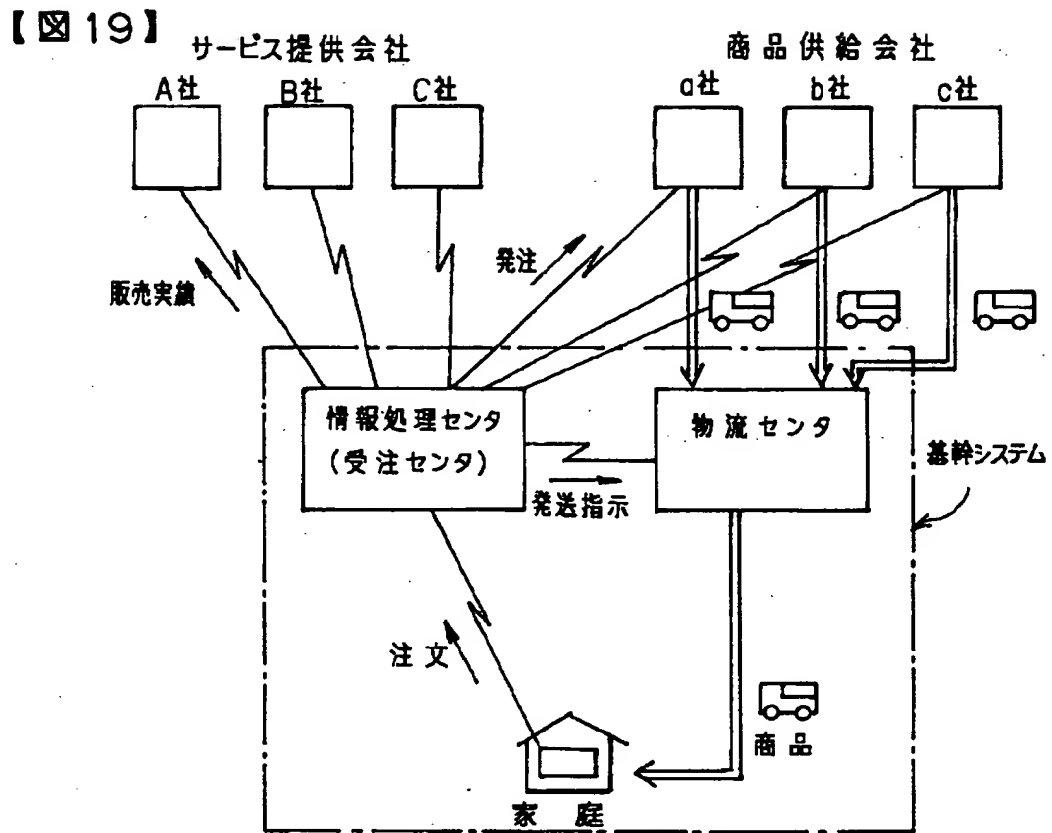 【図19】
サービス提供会社
商品供給会社
A社
B社
C社
a社
b社
c社
発注
販売実績
情報処理センタ
(受注センタ)
物流センタ
基幹システム
発送指示
注文
商品
家庭